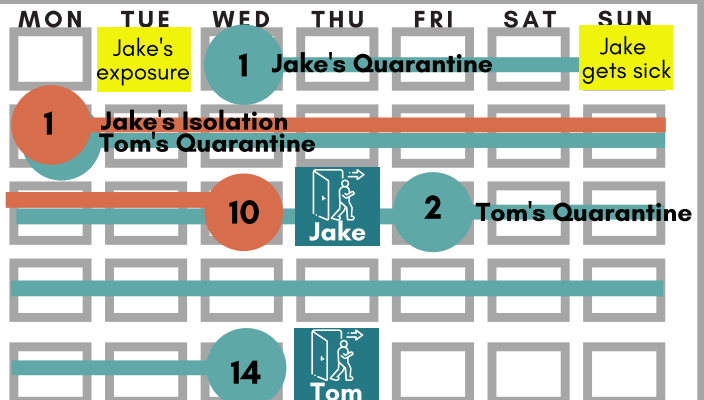 MON TUE WED THU FRI SAT SUN
Jake's
exposure
1 Jake's Quarantine
Jake
gets sick
1 Jake's Isolation
Tom's Quarantine
10
Jake
2 Tom's Quarantine
14
Tom